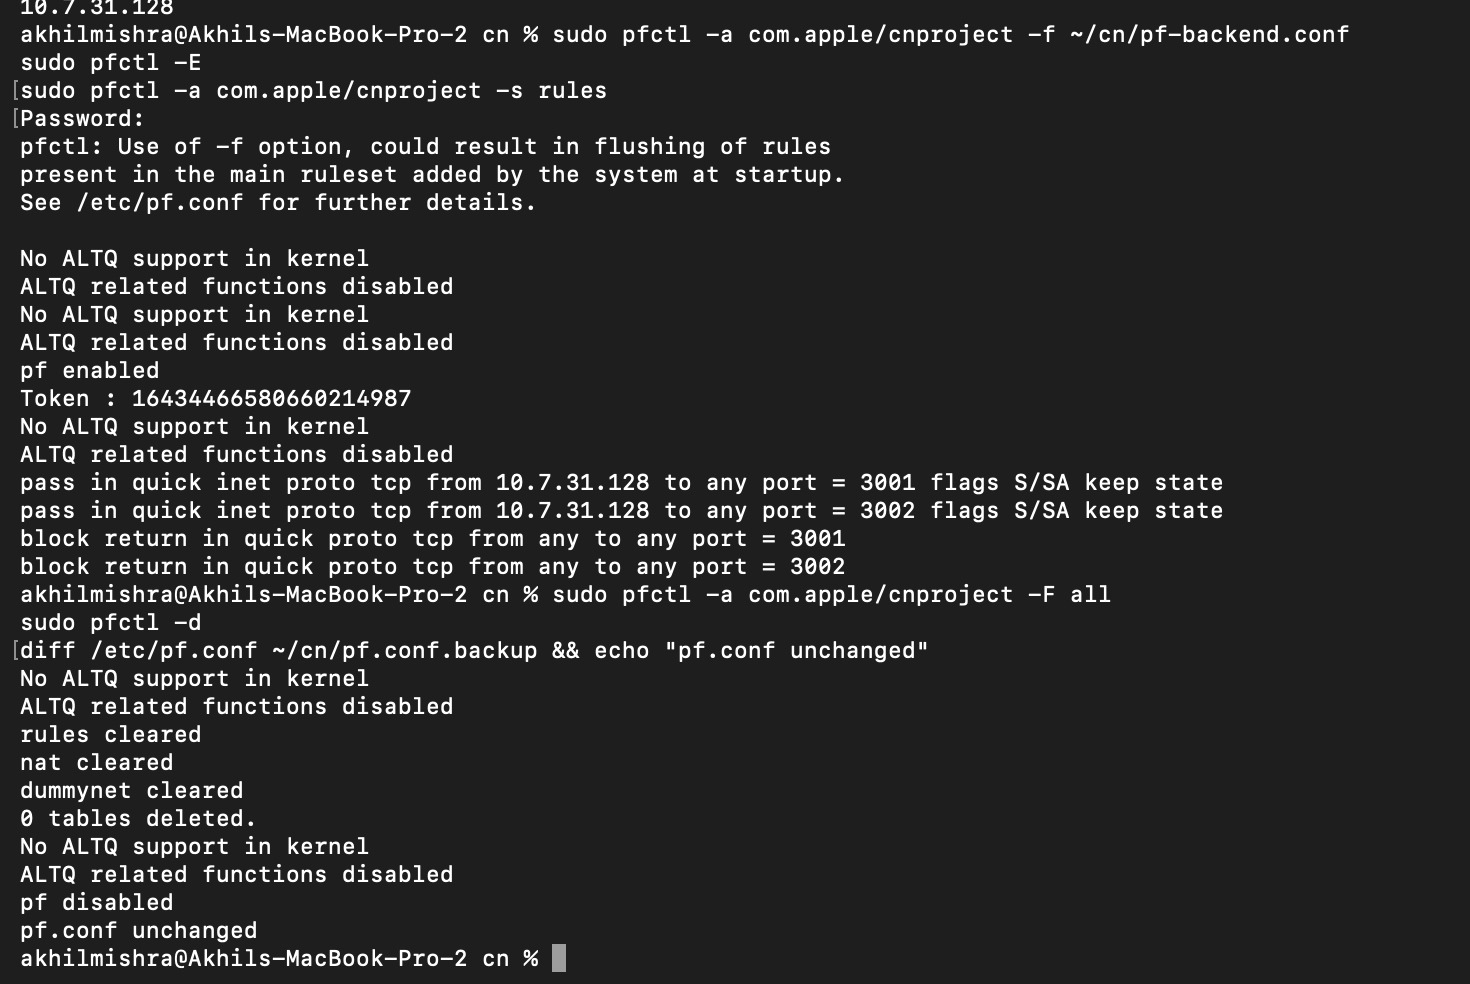 10.7.31.128
akhilmishra@Akhils-MacBook-Pro-2 cn % sudo pfctl -a com.apple/cnproject -f ~/cn/pf-backend.conf
sudo pfctl -E
[sudo pfctl -a com.apple/cnproject -s rules
[Password:
pfctl: Use of -f option, could result in flushing of rules
present in the main ruleset added by the system at startup.
See /etc/pf.conf for further details.

No ALTQ support in kernel
ALTQ related functions disabled
No ALTQ support in kernel
ALTQ related functions disabled
pf enabled
Token : 16434466580660214987
No ALTQ support in kernel
ALTQ related functions disabled
pass in quick inet proto tcp from 10.7.31.128 to any port = 3001 flags S/SA keep state
pass in quick inet proto tcp from 10.7.31.128 to any port = 3002 flags S/SA keep state
block return in quick proto tcp from any to any port = 3001
block return in quick proto tcp from any to any port = 3002
akhilmishra@Akhils-MacBook-Pro-2 cn % sudo pfctl -a com.apple/cnproject -F all
sudo pfctl -d
[diff /etc/pf.conf ~/cn/pf.conf.backup && echo "pf.conf unchanged"
No ALTQ support in kernel
ALTQ related functions disabled
rules cleared
nat cleared
dummynet cleared
0 tables deleted.
No ALTQ support in kernel
ALTQ related functions disabled
pf disabled
pf.conf unchanged
akhilmishra@Akhils-MacBook-Pro-2 cn %